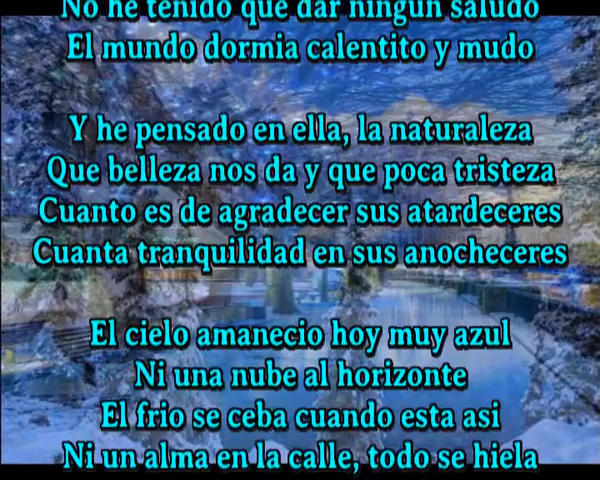 No he tenido que dar ningun saludo
El mundo dormia calentito y mudo
Y he pensado en ella, la naturaleza
Que belleza nos da y que poca tristeza
Cuanto es de agradecer sus atardeceres
Cuanta tranquilidad en sus anocheceres
El cielo amanecio hoy muy azul
Ni una nube al horizonte
El frio se ceba cuando esta asi
Ni un alma en la calle, todo se hiela